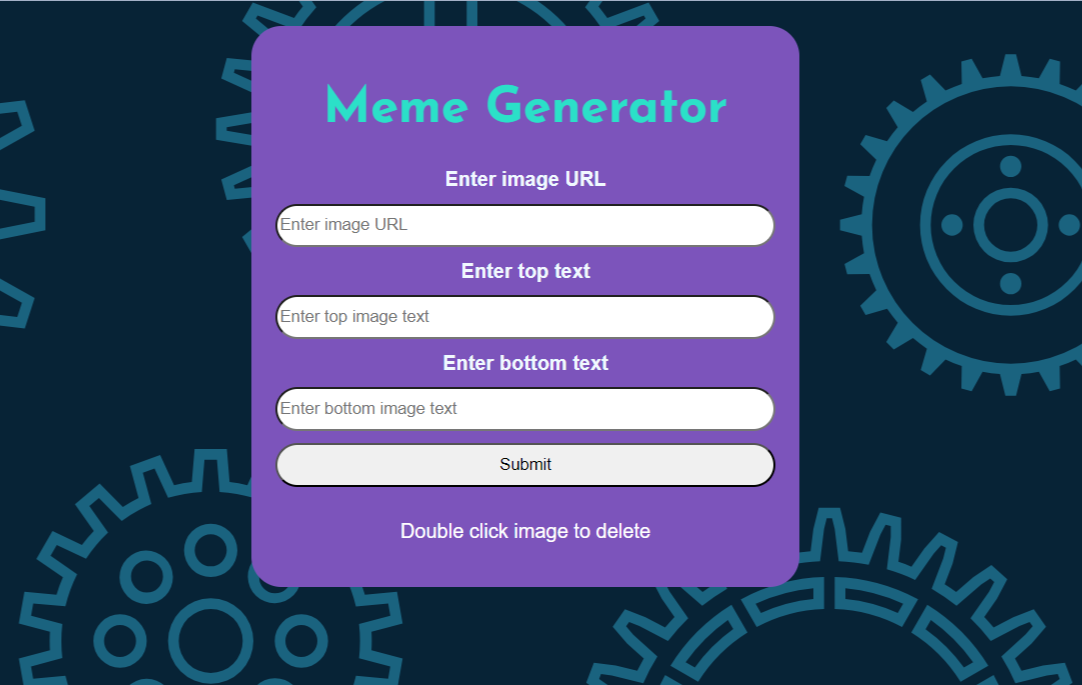 Meme Generator
Enter image URL
Enter image URL
Enter top text
Enter top image text
Enter bottom text
Enter bottom image text
Submit
Double click image to delete